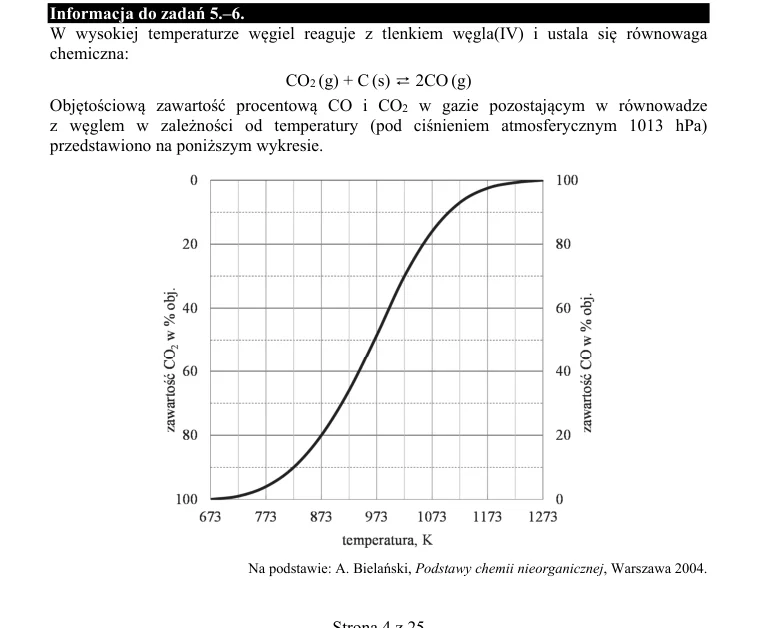 Informacja do zadań 5.–6.
W wysokiej temperaturze węgiel reaguje z tlenkiem węgla(IV) i ustala się równowaga
chemiczna:
CO₂ (g) + C (s) ⇄ 2CO (g)
Objętościową zawartość procentową CO i CO₂ w gazie pozostającym w równowadze
z węglem w zależności od temperatury (pod ciśnieniem atmosferycznym 1013 hPa)
przedstawiono na poniższym wykresie.
0 100
20 80
40 60
60 40
80 20
100 0
zawartość CO₂ w % obj.
zawartość CO w % obj.
673 773 873 973 1073 1173 1273
temperatura, K
Na podstawie: A. Bielański, Podstawy chemii nieorganicznej, Warszawa 2004.
Strona 4 z 25